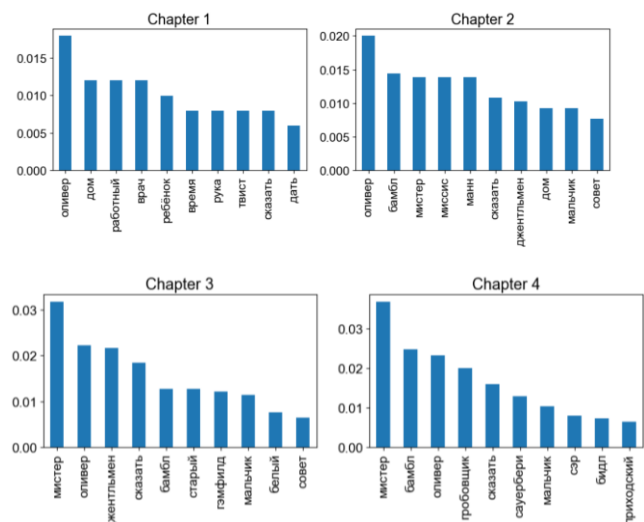 Chapter 1
0.015
0.010
0.005
0.000
оливер
дом
работный
врач
ребёнок
время
рука
твист
сказать
дать
Chapter 2
0.020
0.015
0.010
0.005
0.000
оливер
бамбл
мистер
миссис
манн
сказать
джентльмен
дом
мальчик
совет
Chapter 3
0.03
0.02
0.01
0.00
мистер
оливер
жентльмен
сказать
бамбл
старый
гэмфилд
мальчик
белый
совет
Chapter 4
0.03
0.02
0.01
0.00
мистер
бамбл
оливер
гробовщик
сказать
сауербери
мальчик
сэр
бидл
риходский